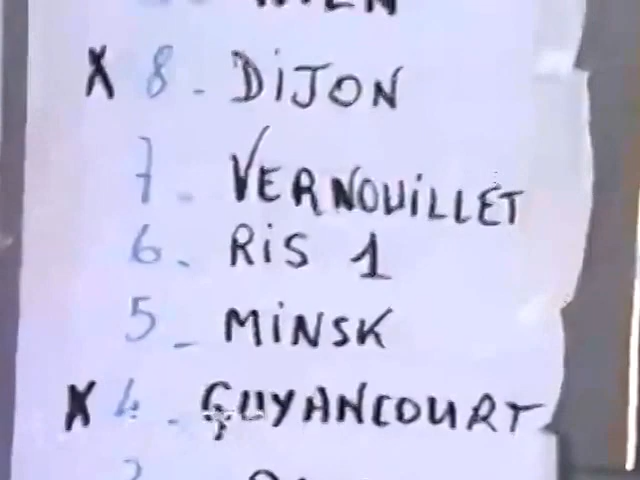 X 8 - DiJON
7 - VERNOUiLLET
6. RiS 1
5 - MiNSK
X 4. GUYANCOURT